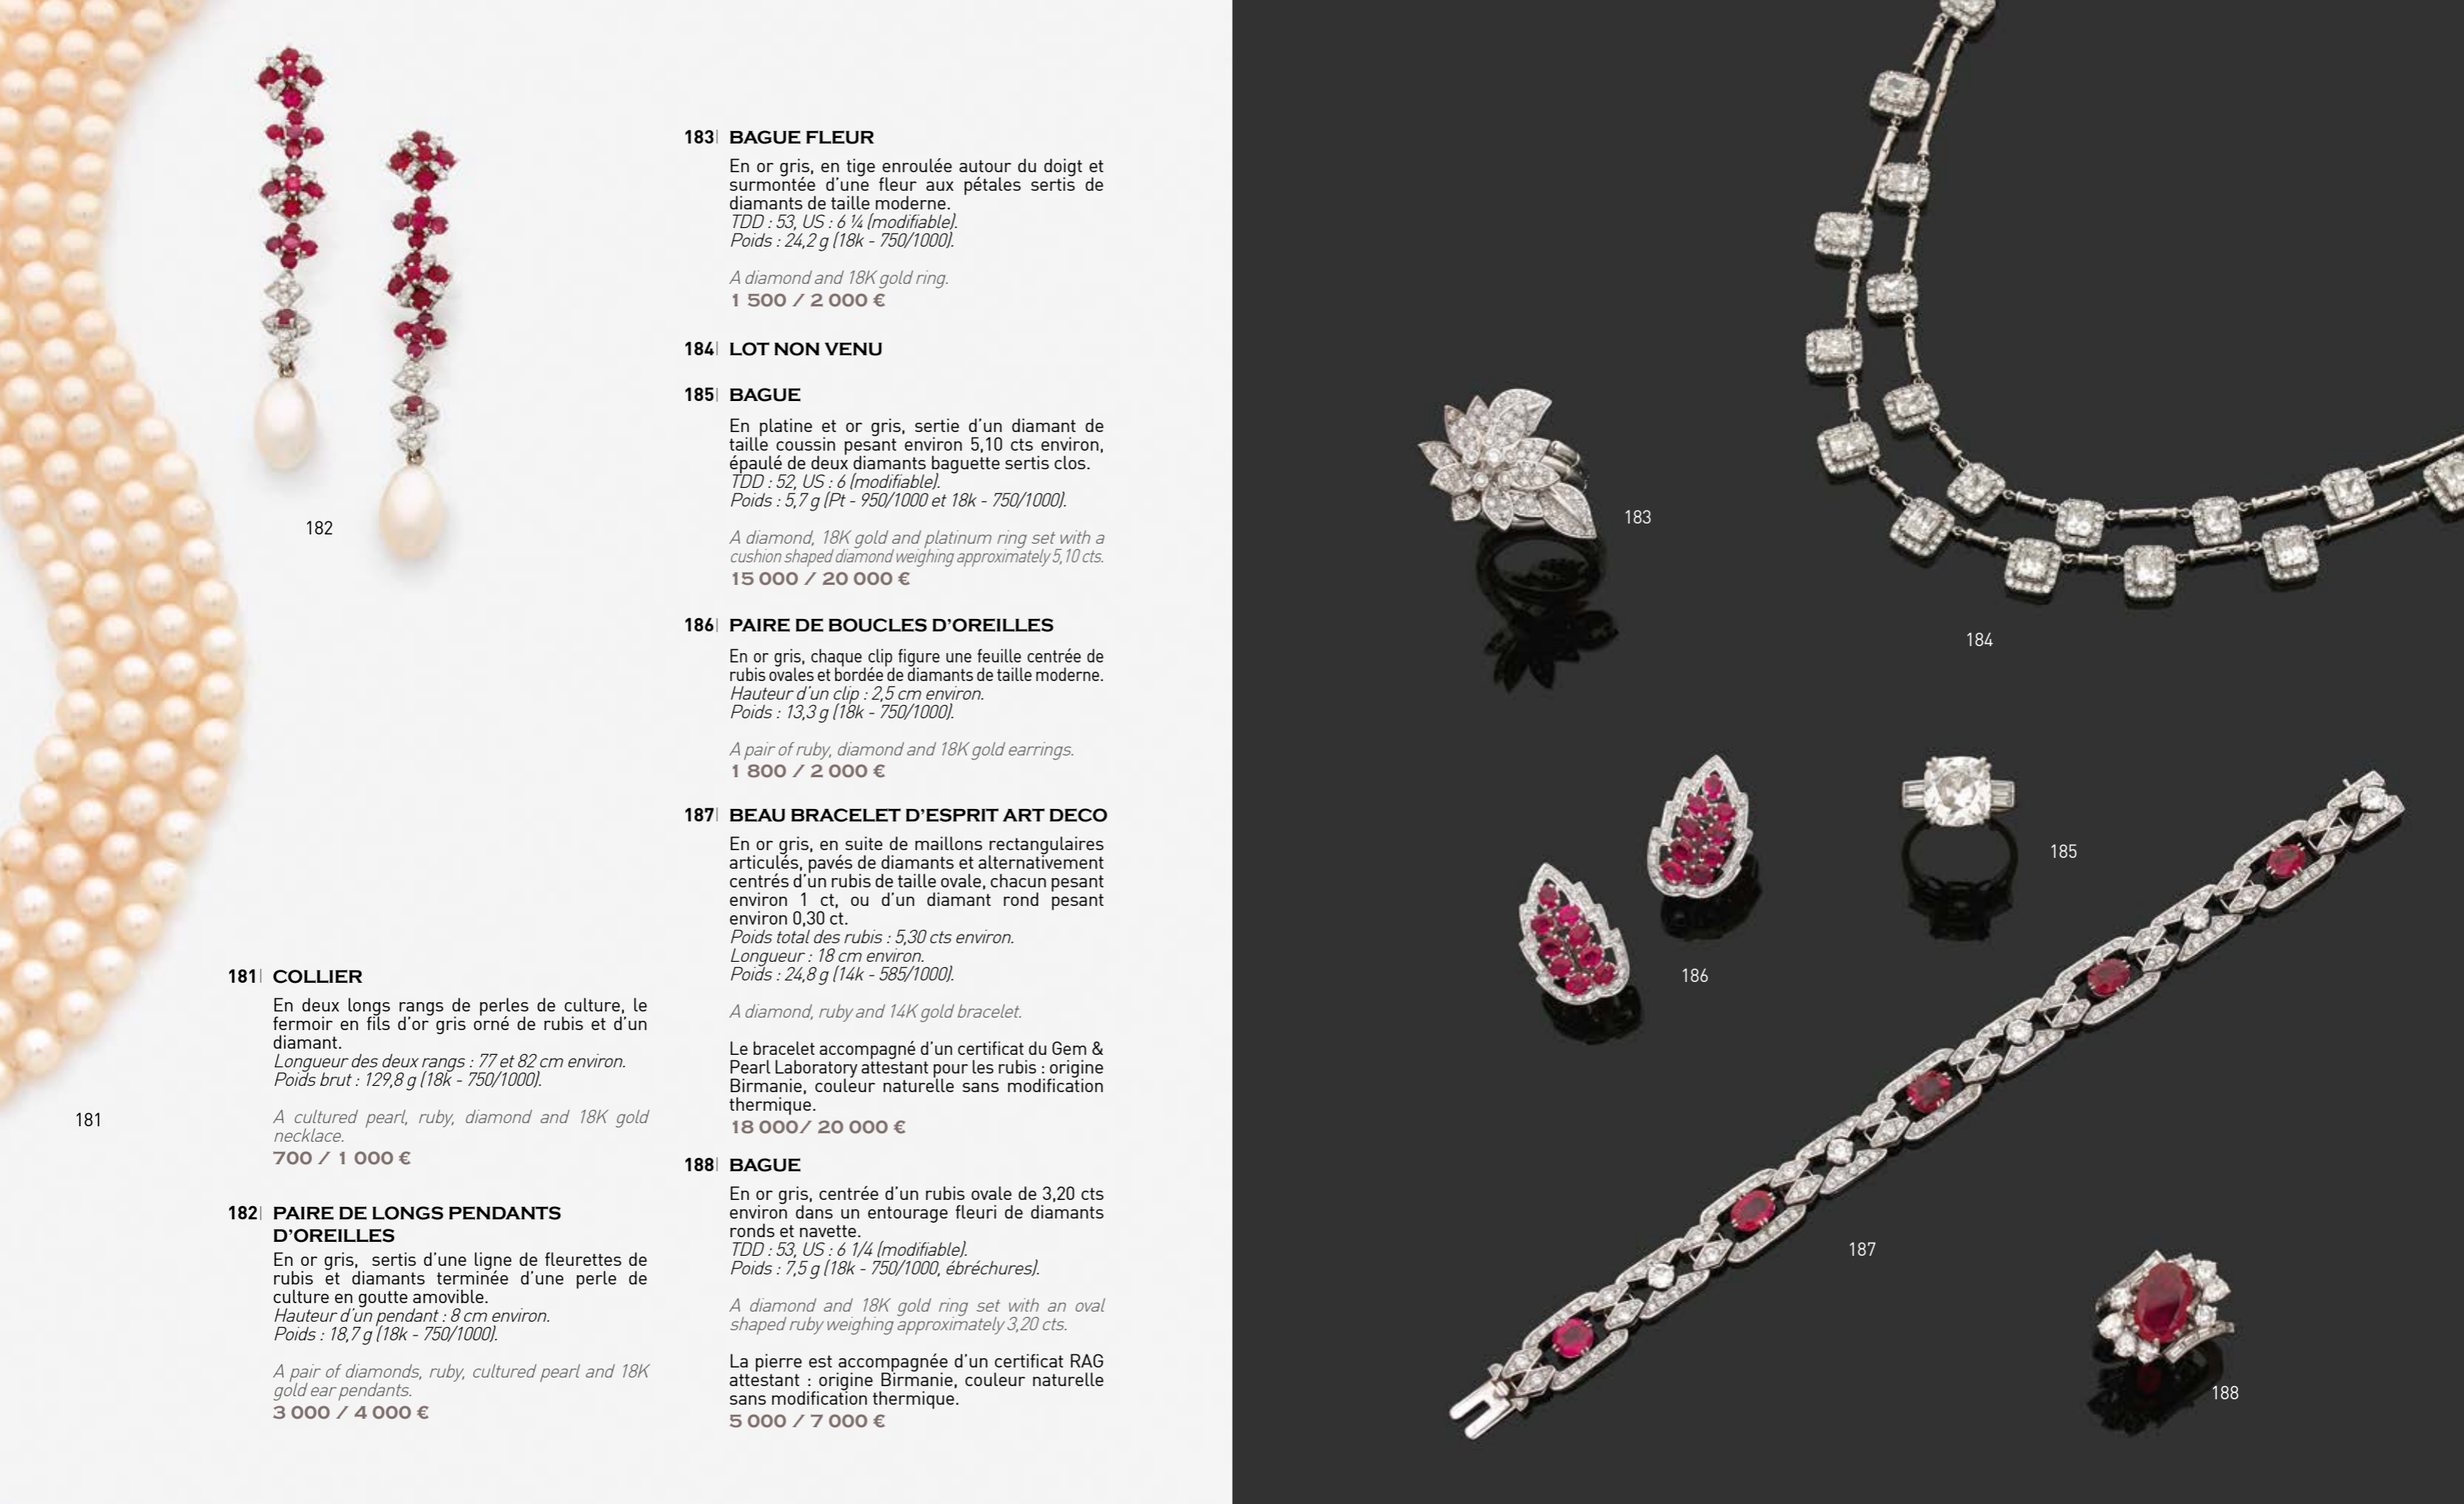 182
181
181| COLLIER
En deux longs rangs de perles de culture, le
fermoir en fils d'or gris orné de rubis et d'un
diamant.
Longueur des deux rangs : 77 et 82 cm environ.
Poids brut : 129,8 g (18k - 750/1000).
A cultured pearl, ruby, diamond and 18K gold
necklace.
700 / 1 000 €
182| PAIRE DE LONGS PENDANTS
D'OREILLES
En or gris, sertis d'une ligne de fleurettes de
rubis et diamants terminée d'une perle de
culture en goutte amovible.
Hauteur d'un pendant : 8 cm environ.
Poids : 18,7 g (18k - 750/1000).
A pair of diamonds, ruby, cultured pearl and 18K
gold ear pendants.
3 000 / 4 000 €
183| BAGUE FLEUR
En or gris, en tige enroulée autour du doigt et
surmontée d'une fleur aux pétales sertis de
diamants de taille moderne.
TDD : 53, US : 6 ¼ (modifiable).
Poids : 24,2 g (18k - 750/1000).
A diamond and 18K gold ring.
1 500 / 2 000 €
184| LOT NON VENU
185| BAGUE
En platine et or gris, sertie d'un diamant de
taille coussin pesant environ 5,10 cts environ,
épaulé de deux diamants baguette sertis clos.
TDD : 52, US : 6 (modifiable).
Poids : 5,7 g (Pt - 950/1000 et 18k - 750/1000).
A diamond, 18K gold and platinum ring set with a
cushion shaped diamond weighing approximately 5,10 cts.
15 000 / 20 000 €
186| PAIRE DE BOUCLES D'OREILLES
En or gris, chaque clip figure une feuille centrée de
rubis ovales et bordée de diamants de taille moderne.
Hauteur d'un clip : 2,5 cm environ.
Poids : 13,3 g (18k - 750/1000).
A pair of ruby, diamond and 18K gold earrings.
1 800 / 2 000 €
187| BEAU BRACELET D'ESPRIT ART DECO
En or gris, en suite de maillons rectangulaires
articulés, pavés de diamants et alternativement
centrés d'un rubis de taille ovale, chacun pesant
environ 1 ct, ou d'un diamant rond pesant
environ 0,30 ct.
Poids total des rubis : 5,30 cts environ.
Longueur : 18 cm environ.
Poids : 24,8 g (14k - 585/1000).
A diamond, ruby and 14K gold bracelet.
Le bracelet accompagné d'un certificat du Gem &
Pearl Laboratory attestant pour les rubis : origine
Birmanie, couleur naturelle sans modification
thermique.
18 000/ 20 000 €
188| BAGUE
En or gris, centrée d'un rubis ovale de 3,20 cts
environ dans un entourage fleuri de diamants
ronds et navette.
TDD : 53, US : 6 1/4 (modifiable).
Poids : 7,5 g (18k - 750/1000, ébréchures).
A diamond and 18K gold ring set with an oval
shaped ruby weighing approximately 3,20 cts.
La pierre est accompagnée d'un certificat RAG
attestant : origine Birmanie, couleur naturelle
sans modification thermique.
5 000 / 7 000 €
183
184
185
186
187
188